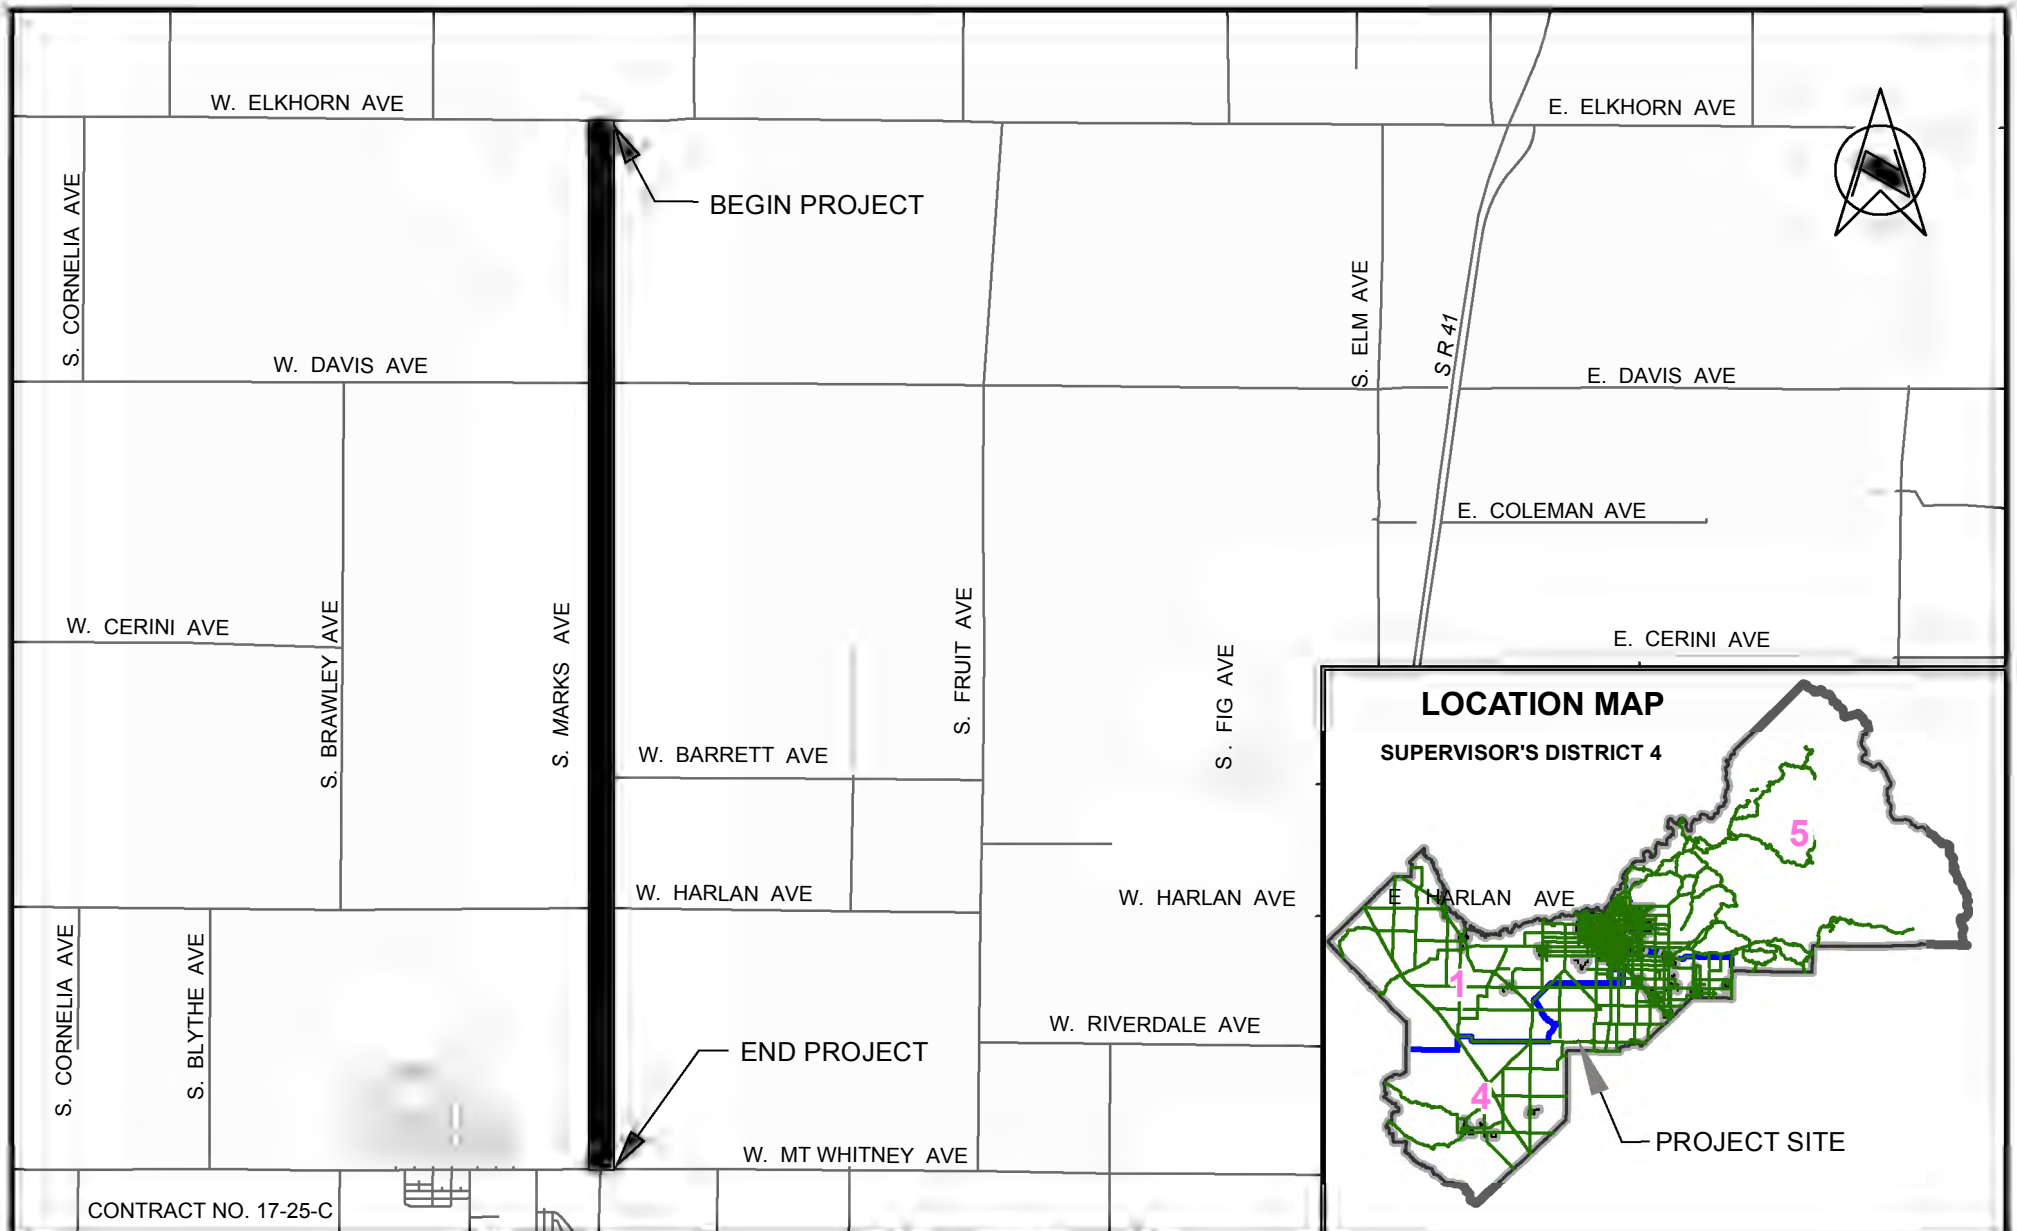 W. ELKHORN AVE
E. ELKHORN AVE
S. CORNELIA AVE
BEGIN PROJECT
S. ELM AVE
S R 41
W. DAVIS AVE
E. DAVIS AVE
E. COLEMAN AVE
W. CERINI AVE
S. BRAWLEY AVE
S. MARKS AVE
S. FRUIT AVE
S. FIG AVE
E. CERINI AVE
W. BARRETT AVE
LOCATION MAP
SUPERVISOR'S DISTRICT 4
5
W. HARLAN AVE
W. HARLAN AVE
E HARLAN AVE
S. CORNELIA AVE
S. BLYTHE AVE
1
W. RIVERDALE AVE
END PROJECT
4
PROJECT SITE
W. MT WHITNEY AVE
CONTRACT NO. 17-25-C